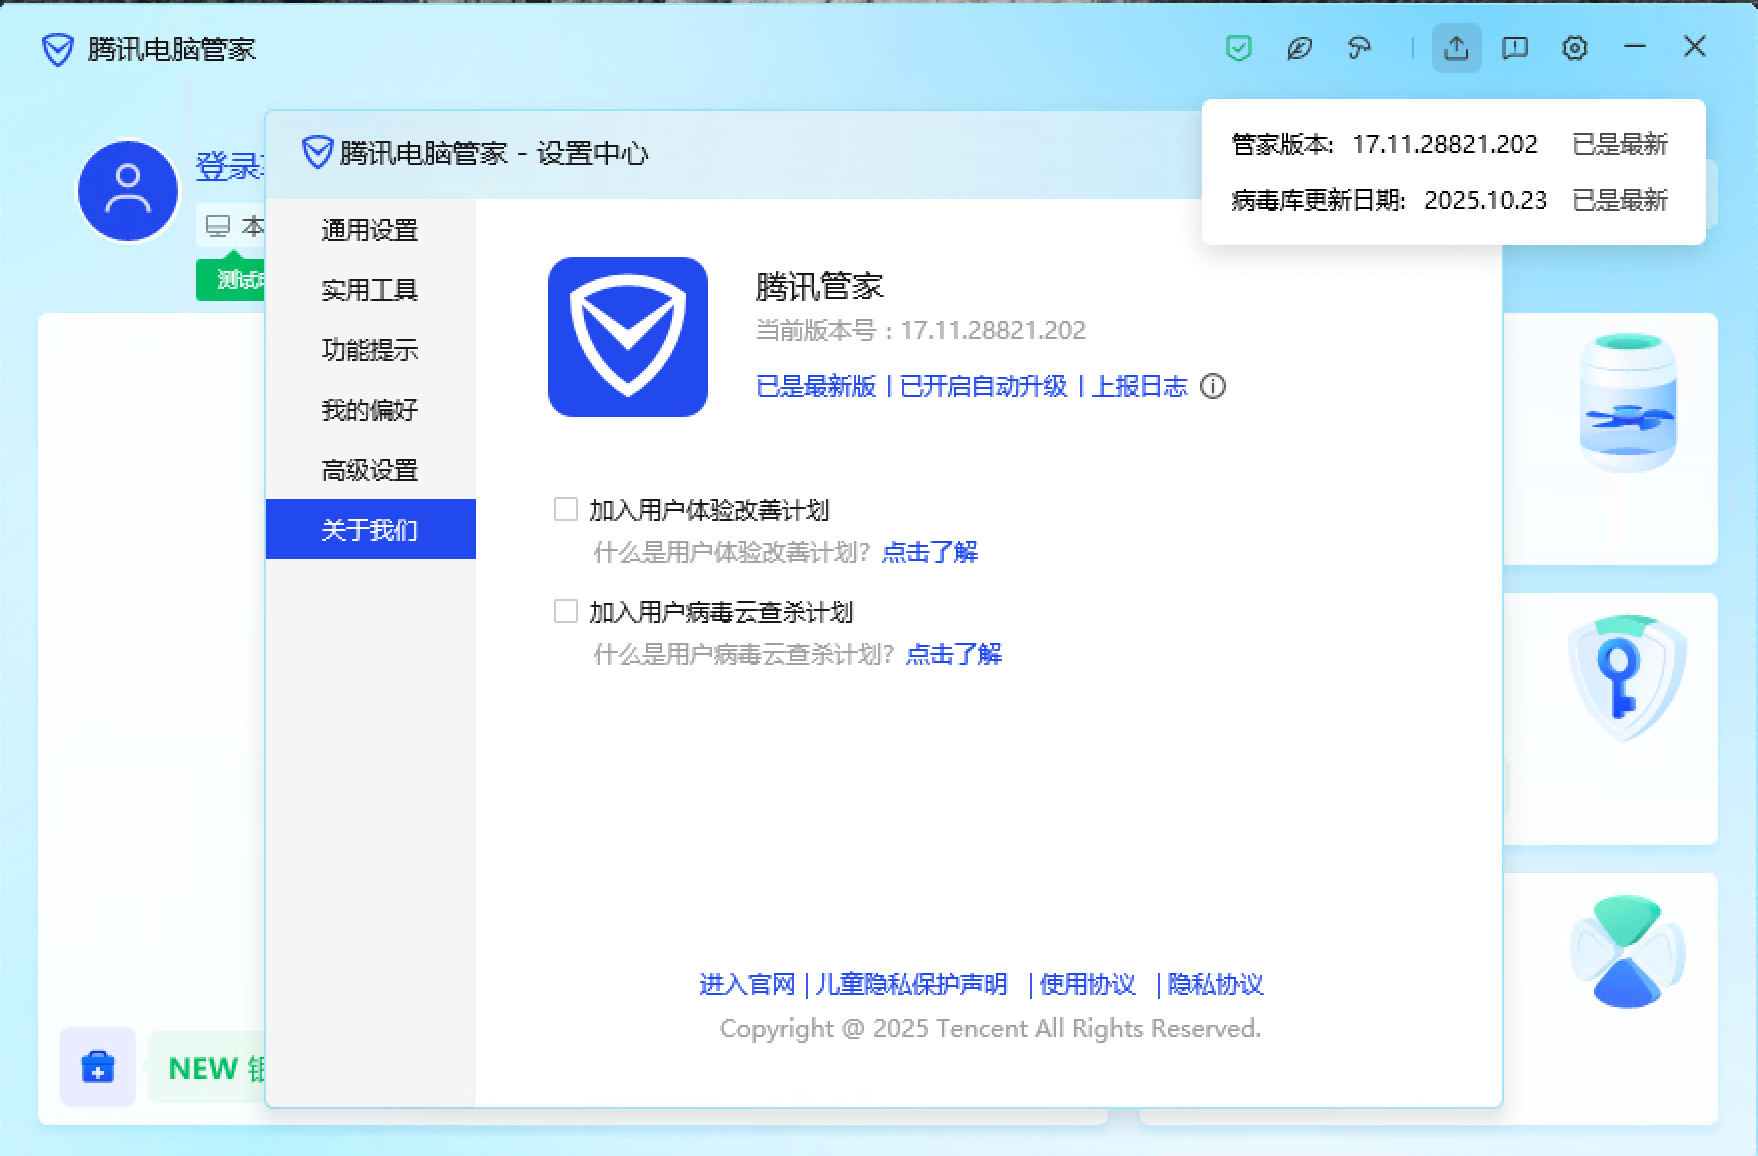 腾讯电脑管家
管家版本: 17.11.28821.202 已是最新
病毒库更新日期: 2025.10.23 已是最新
登录
本
测试
腾讯电脑管家 - 设置中心
通用设置
实用工具
功能提示
我的偏好
高级设置
关于我们
腾讯管家
当前版本号：17.11.28821.202
已是最新版 | 已开启自动升级 | 上报日志
加入用户体验改善计划
什么是用户体验改善计划? 点击了解
加入用户病毒云查杀计划
什么是用户病毒云查杀计划? 点击了解
进入官网 | 儿童隐私保护声明 | 使用协议 | 隐私协议
Copyright @ 2025 Tencent All Rights Reserved.
NEW